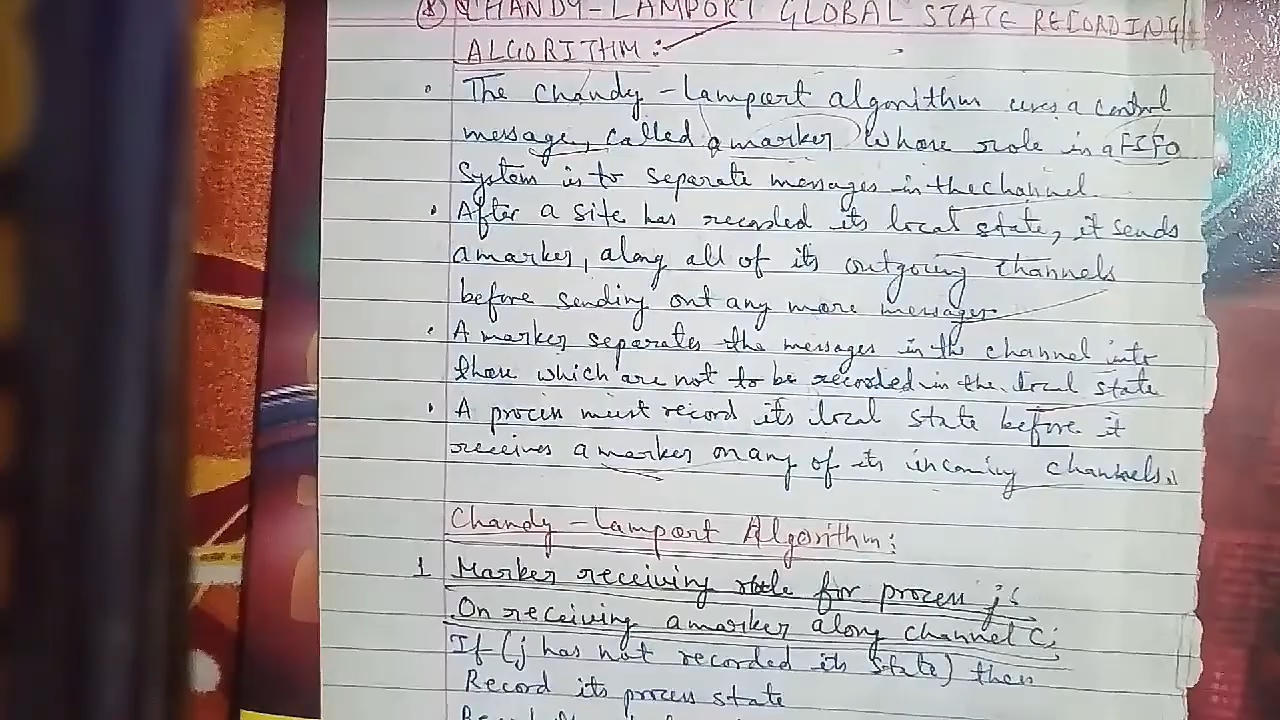 (8) CHANDY-LAMPORT GLOBAL STATE RECORDING
ALGORITHM :-
• The Chandy-Lamport algorithm uses a control
message, called a marker whose role in a FIFO
System is to separate messages in the channel.
• After a site has recorded its local state, it sends
a marker, along all of its outgoing channels
before sending out any more messages.
• A marker separates the messages in the channel into
those which are not to be recorded in the local state
• A process must record its local state before it
receives a marker on any of its incoming channels.
Chandy-Lamport Algorithm:
1 Marker receiving role for process j:
On receiving a marker along channel C:
If (j has not recorded its state) then
Record its process state